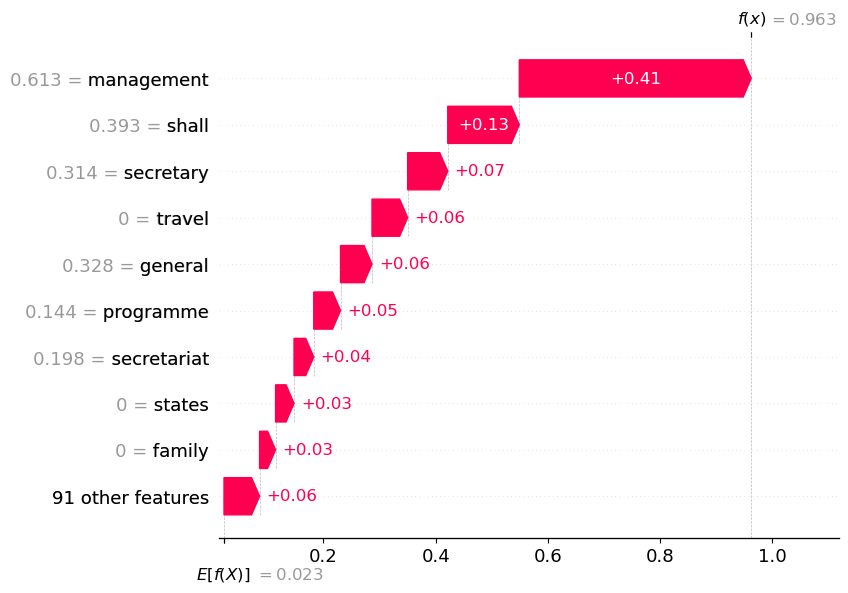 f(x) = 0.963
0.613 = management
+0.41
0.393 = shall
+0.13
0.314 = secretary
+0.07
0 = travel
+0.06
0.328 = general
+0.06
0.144 = programme
+0.05
0.198 = secretariat
+0.04
0 = states
+0.03
0 = family
+0.03
91 other features
+0.06
0.2 0.4 0.6 0.8 1.0
E[f(X)] = 0.023